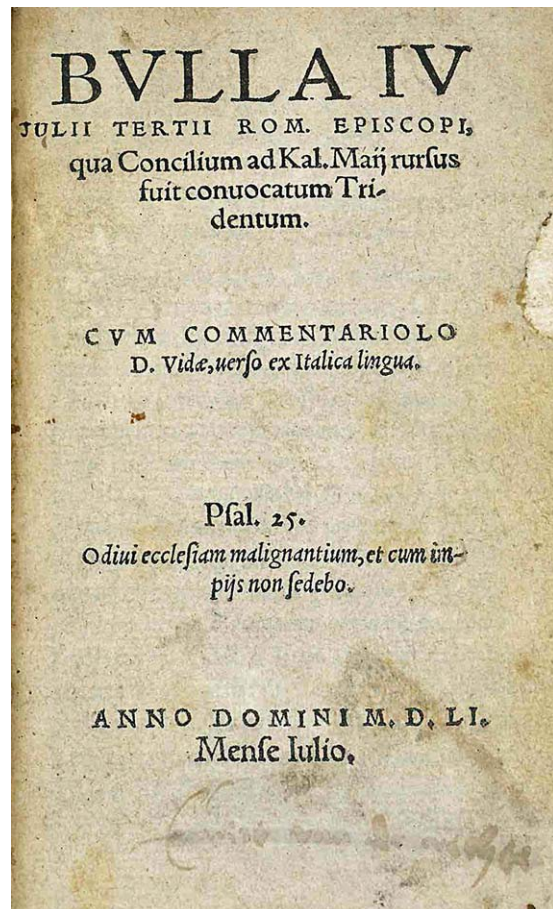 BVLLA IV
JULII TERTII ROM. EPISCOPI,
qua Concilium ad Kal. Maij rurſus
fuit conuocatum Tri-
dentum.
CVM COMMENTARIOLO
D. Vidæ, uerſo ex Italica lingua.
Pſal. 25.
Odiui eccleſiam malignantium, et cum im-
pijs non ſedebo.
ANNO DOMINI M. D. LI.
Menſe Iulio.